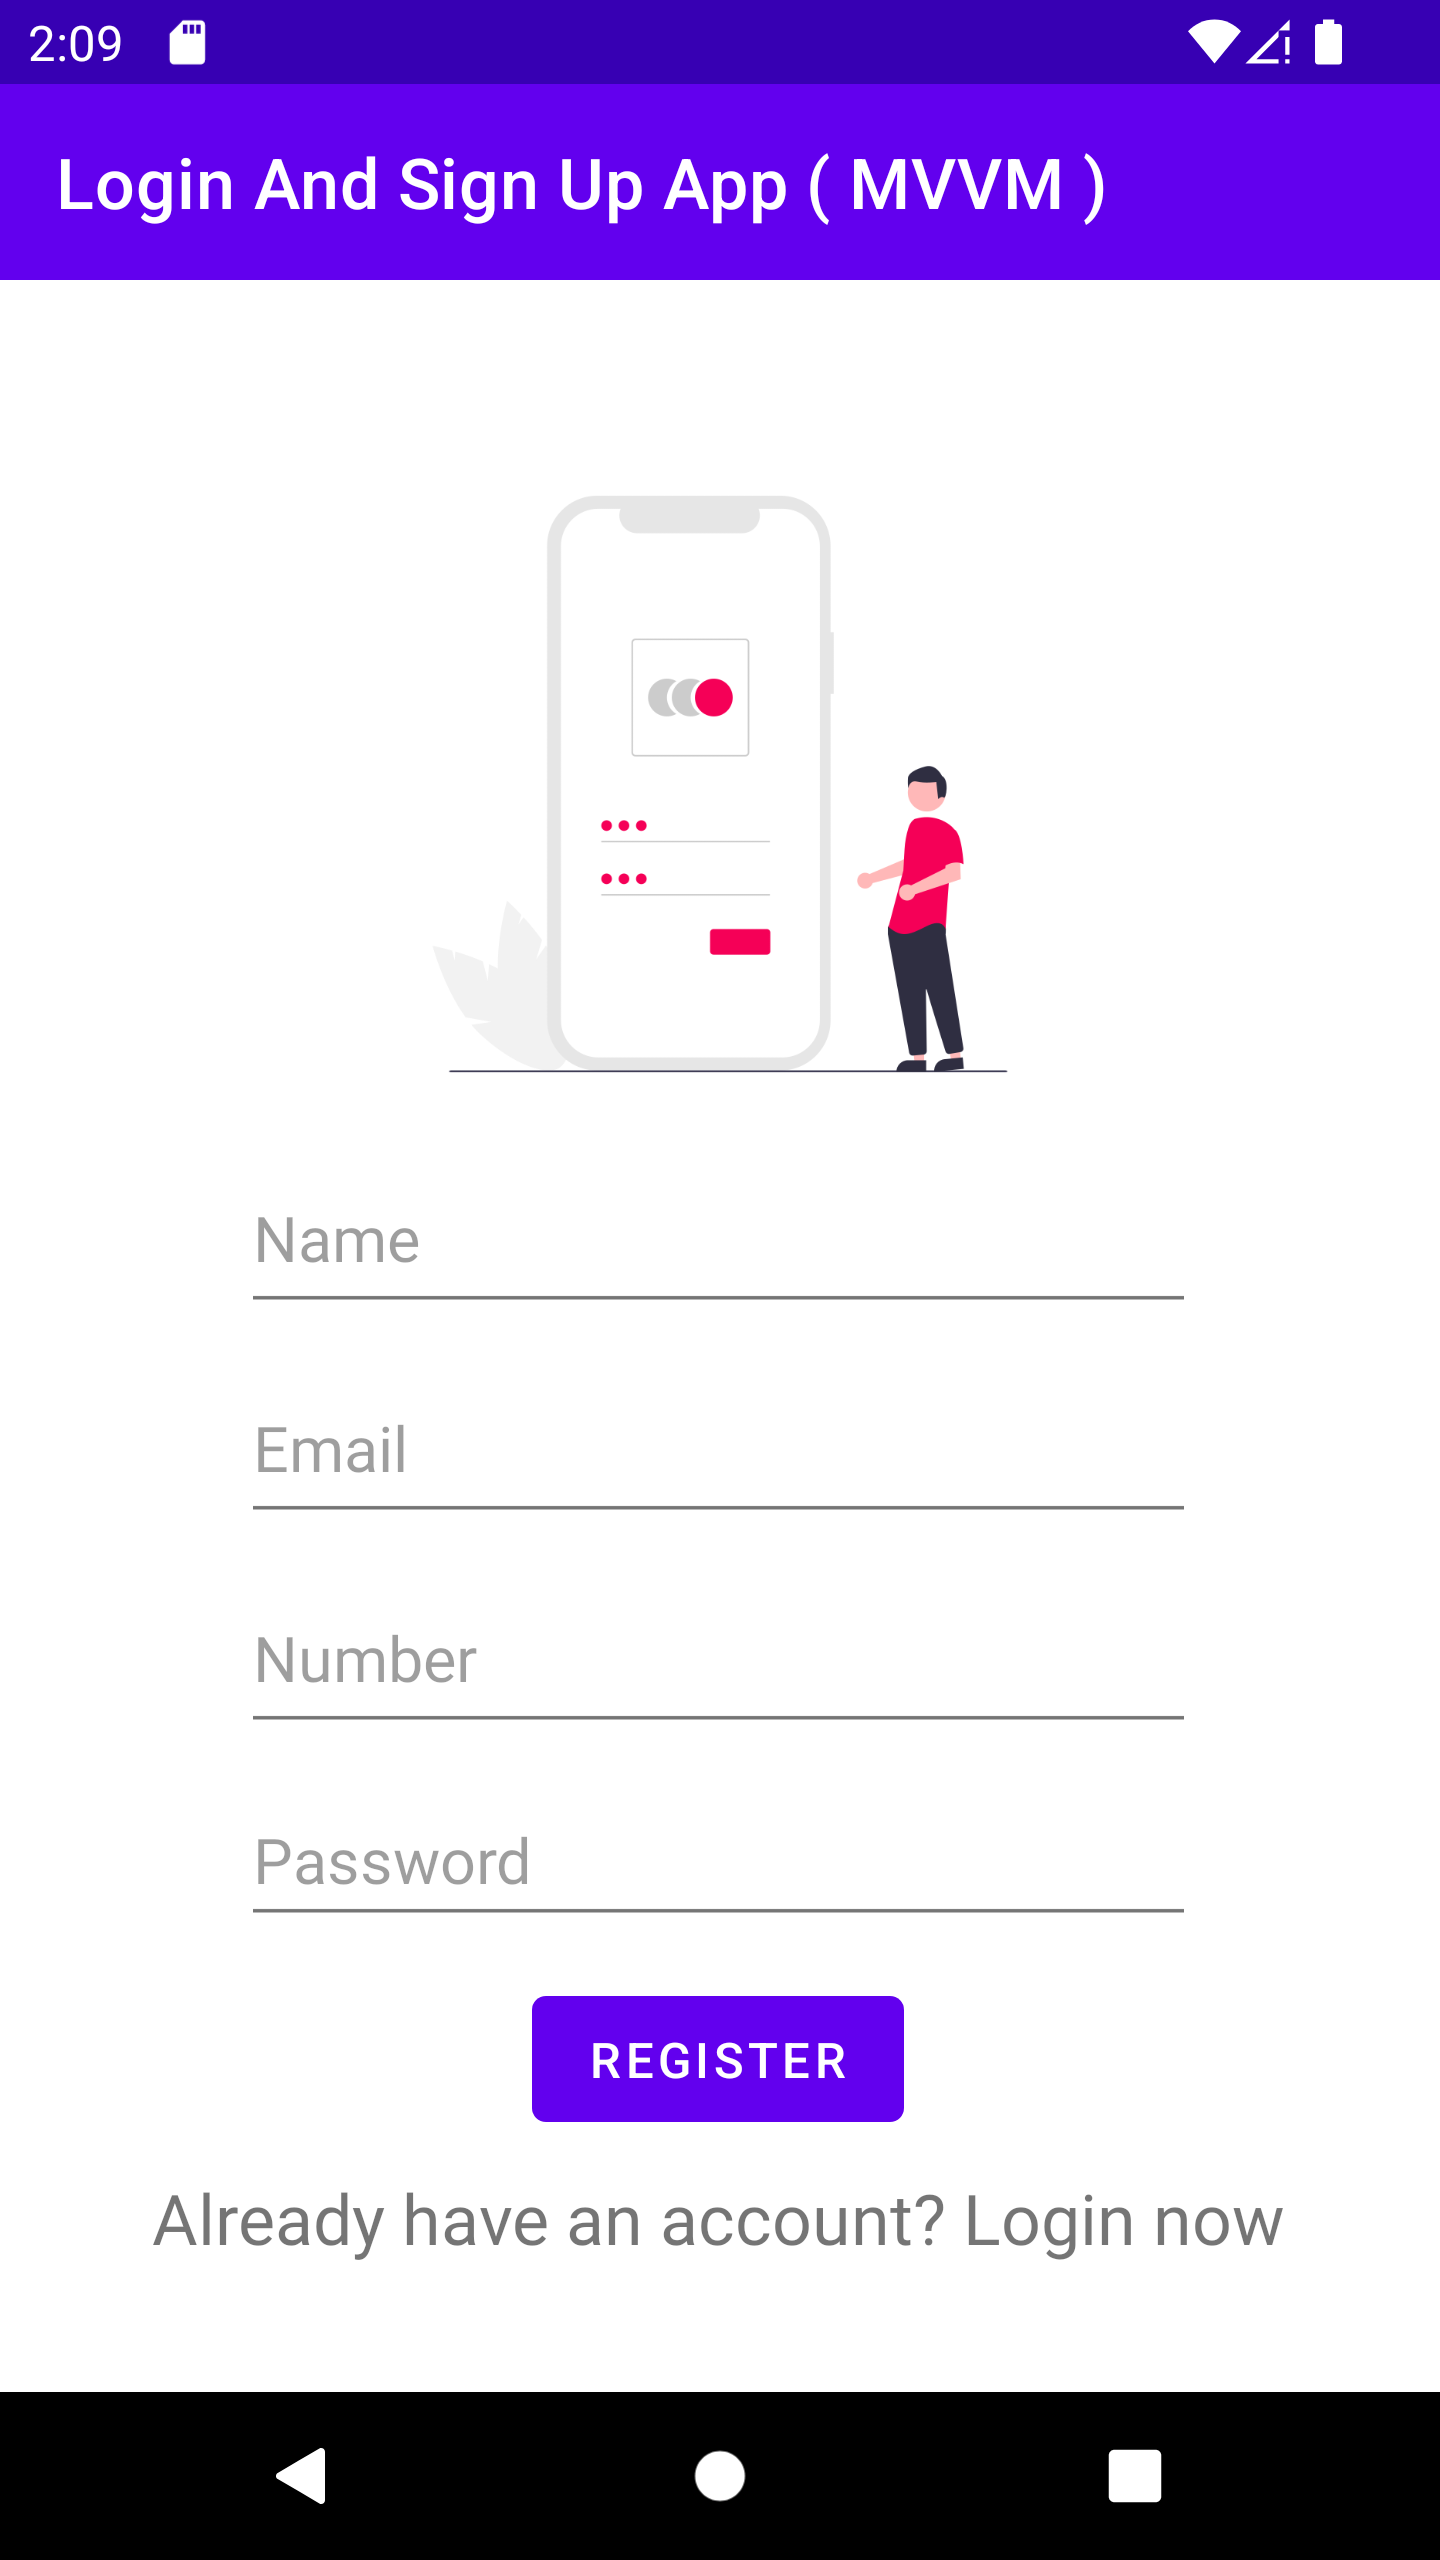 2:09
Login And Sign Up App ( MVVM )
Name
Email
Number
Password
REGISTER
Already have an account? Login now